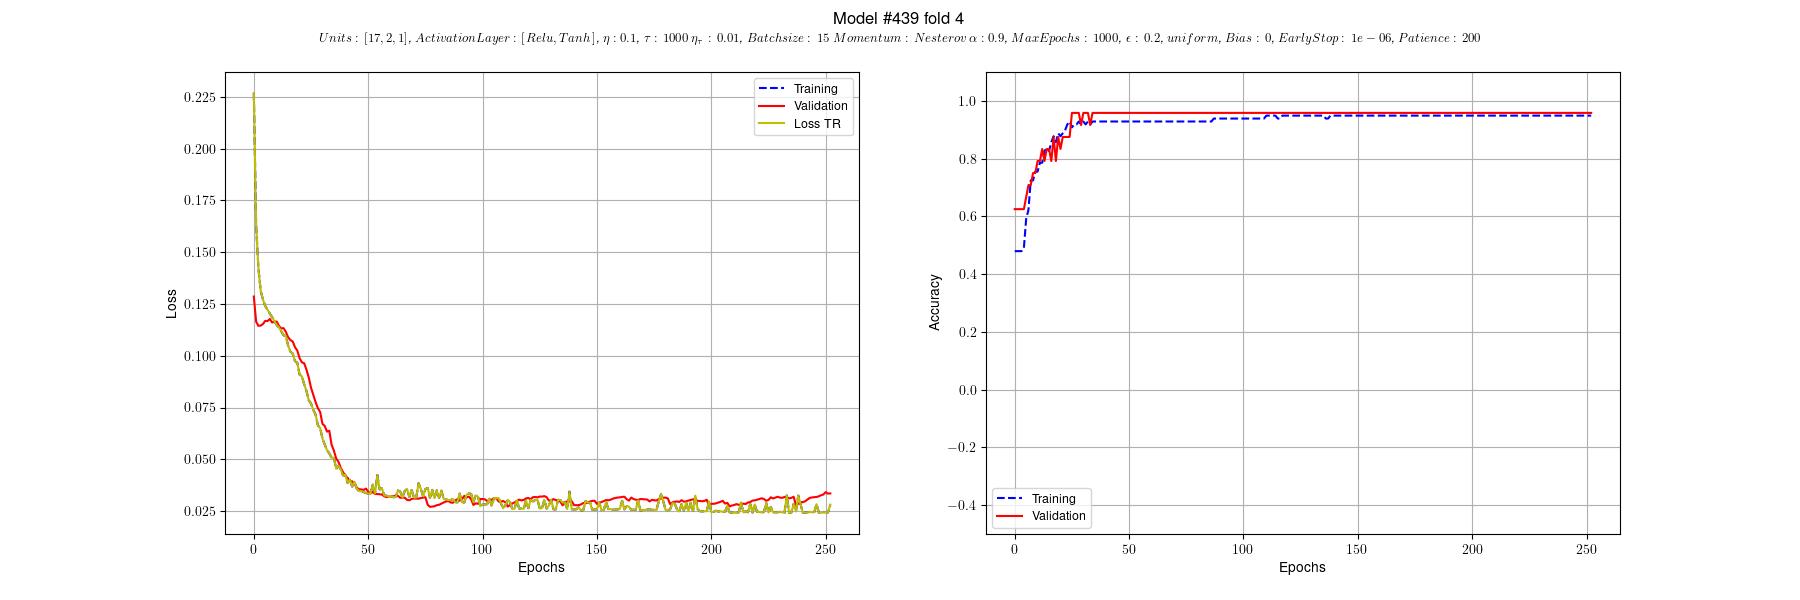 Model #439 fold 4
Units : [17, 2, 1], ActivationLayer : [Relu, Tanh], η : 0.1, τ : 1000 ητ : 0.01, Batchsize : 15 Momentum : Nesterov α : 0.9, MaxEpochs : 1000, ϵ : 0.2, uniform, Bias : 0, EarlyStop : 1e − 06, Patience : 200
Training
Validation
Loss TR
0.225
0.200
0.175
0.150
0.125
0.100
0.075
0.050
0.025
Loss
0
50
100
150
200
250
Epochs
1.0
0.8
0.6
0.4
0.2
0.0
−0.2
−0.4
Accuracy
Training
Validation
0
50
100
150
200
250
Epochs